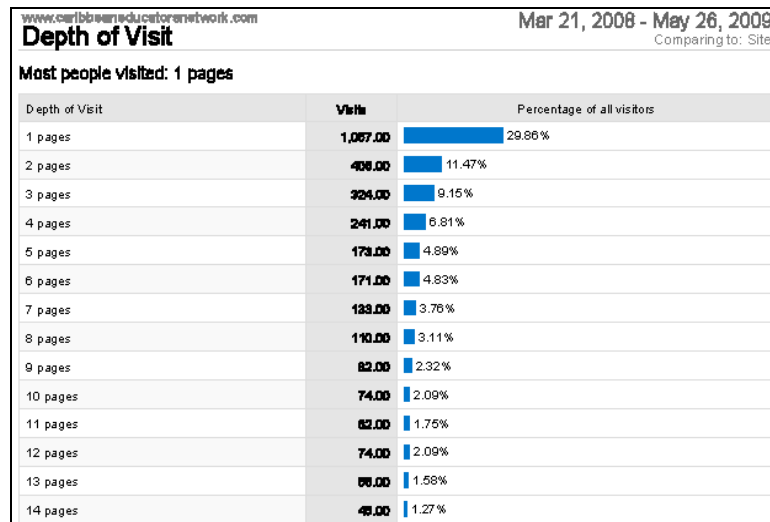 www.caribbeaneducatorsnetwork.com
Depth of Visit
Mar 21, 2008 - May 26, 2009
Comparing to: Site
Most people visited: 1 pages
Depth of Visit Visits Percentage of all visitors
1 pages 1,057.00 29.86%
2 pages 406.00 11.47%
3 pages 324.00 9.15%
4 pages 241.00 6.81%
5 pages 173.00 4.89%
6 pages 171.00 4.83%
7 pages 133.00 3.76%
8 pages 110.00 3.11%
9 pages 82.00 2.32%
10 pages 74.00 2.09%
11 pages 62.00 1.75%
12 pages 74.00 2.09%
13 pages 56.00 1.58%
14 pages 45.00 1.27%